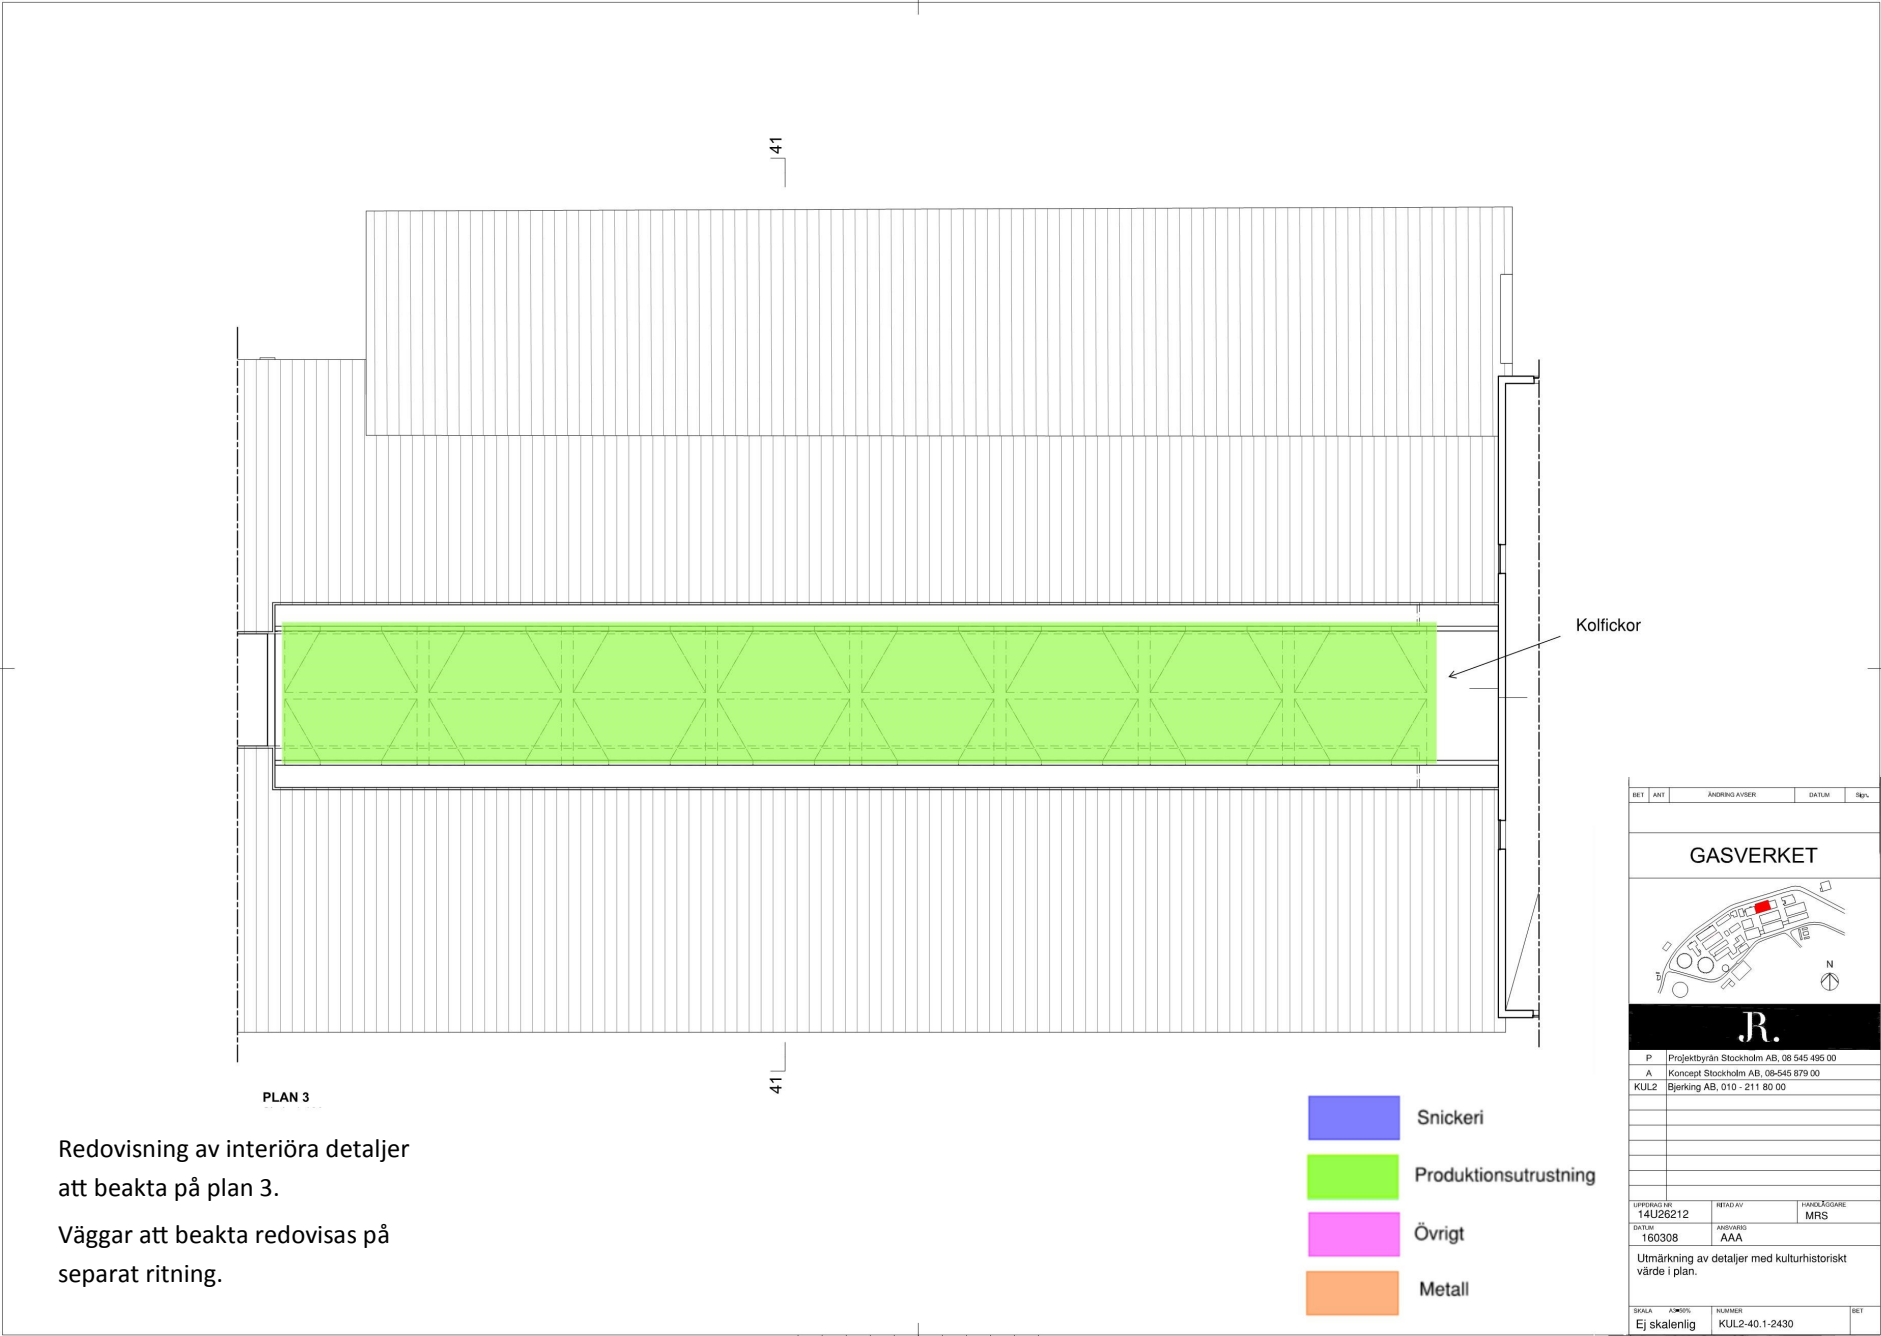 41
Kolfickor
41
PLAN 3
Redovisning av interiöra detaljer
att beakta på plan 3.
Väggar att beakta redovisas på
separat ritning.
Snickeri
Produktionsutrustning
Övrigt
Metall
BET ANT ÄNDRING AVSER DATUM Sign.
GASVERKET
N
JR.
P Projektbyrån Stockholm AB, 08 545 495 00
A Koncept Stockholm AB, 08-545 879 00
KUL2 Bjerking AB, 010 - 211 80 00
UPPDRAG NR RITAD AV HANDLÄGGARE
14U26212 MRS
DATUM ANSVARIG
160308 AAA
Utmärkning av detaljer med kulturhistoriskt
värde i plan.
SKALA A3=50% NUMMER BET
Ej skalenlig KUL2-40.1-2430